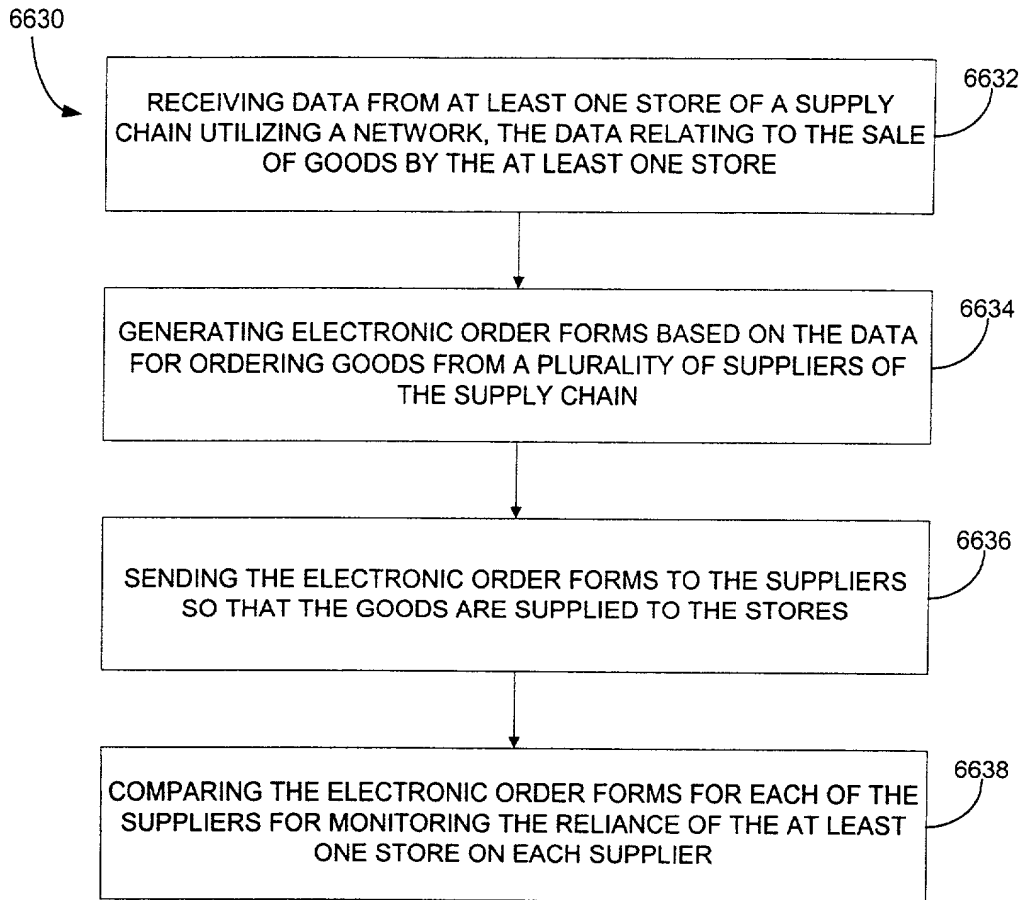 6630
6632
RECEIVING DATA FROM AT LEAST ONE STORE OF A SUPPLY
CHAIN UTILIZING A NETWORK, THE DATA RELATING TO THE SALE
OF GOODS BY THE AT LEAST ONE STORE
6634
GENERATING ELECTRONIC ORDER FORMS BASED ON THE DATA
FOR ORDERING GOODS FROM A PLURALITY OF SUPPLIERS OF
THE SUPPLY CHAIN
6636
SENDING THE ELECTRONIC ORDER FORMS TO THE SUPPLIERS
SO THAT THE GOODS ARE SUPPLIED TO THE STORES
6638
COMPARING THE ELECTRONIC ORDER FORMS FOR EACH OF THE
SUPPLIERS FOR MONITORING THE RELIANCE OF THE AT LEAST
ONE STORE ON EACH SUPPLIER